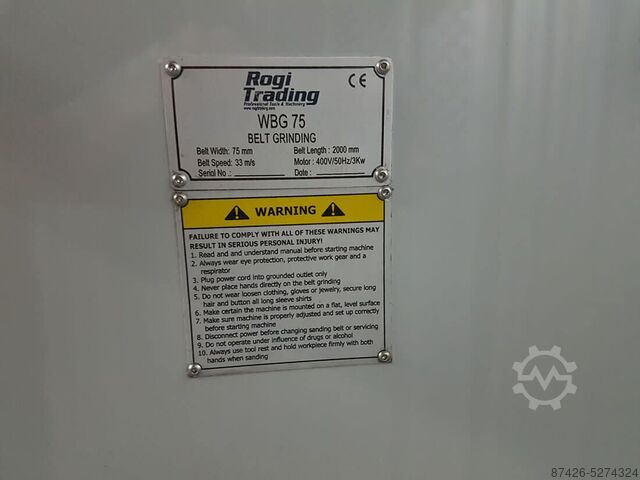 Rogi
Trading
Professional Tools & Machinery
www.rogitrading.com
CE
WBG 75
BELT GRINDING
Belt Width: 75 mm Belt Length : 2000 mm
Belt Speed: 33 m/s Motor : 400V/50Hz/3Kw
Serial No : Date :
WARNING
FAILURE TO COMPLY WITH ALL OF THESE WARNINGS MAY
RESULT IN SERIOUS PERSONAL INJURY!
1. Read and and understand manual before starting machine
2. Always wear eye protection, protective work gear and a
respirator
3. Plug power cord into grounded outlet only
4. Never place hands directly on the belt grinding
5. Do not wear loosen clothing, gloves or jewelry, secure long
hair and button all long sleeve shirts
6. Make certain the machine is mounted on a flat, level surface
7. Make sure machine is properly adjusted and set up correctly
before starting machine
8. Disconnect power before changing sanding belt or servicing
9. Do not operate under influence of drugs or alcohol
10. Always use tool rest and hold workpiece firmly with both
hands when sanding
87426-5274324